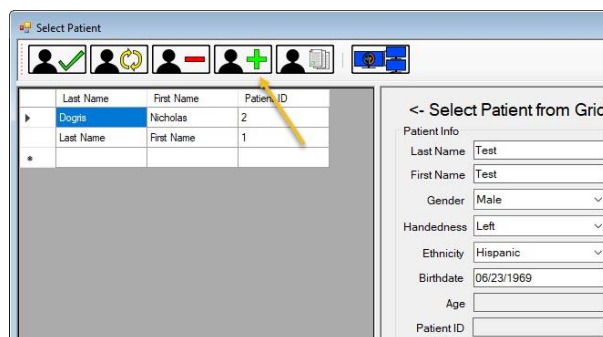 Select Patient
Last Name First Name Patient ID
Dogris Nicholas 2
Last Name First Name 1
<- Select Patient from Gric
Patient Info
Last Name Test
First Name Test
Gender Male
Handedness Left
Ethnicity Hispanic
Birthdate 06/23/1969
Age
Patient ID